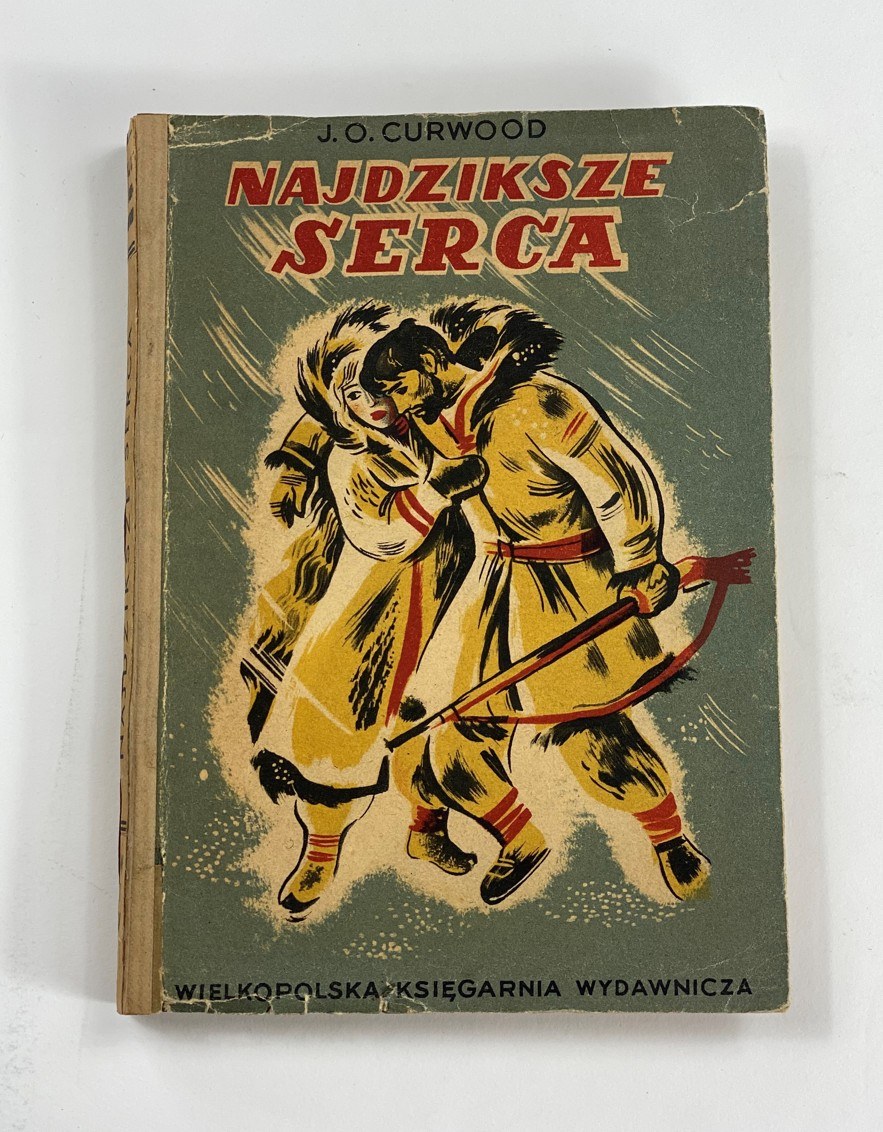 J. O. CURWOOD
NAJDZIKSZE
SERCA
WIELKOPOLSKA KSIĘGARNIA WYDAWNICZA